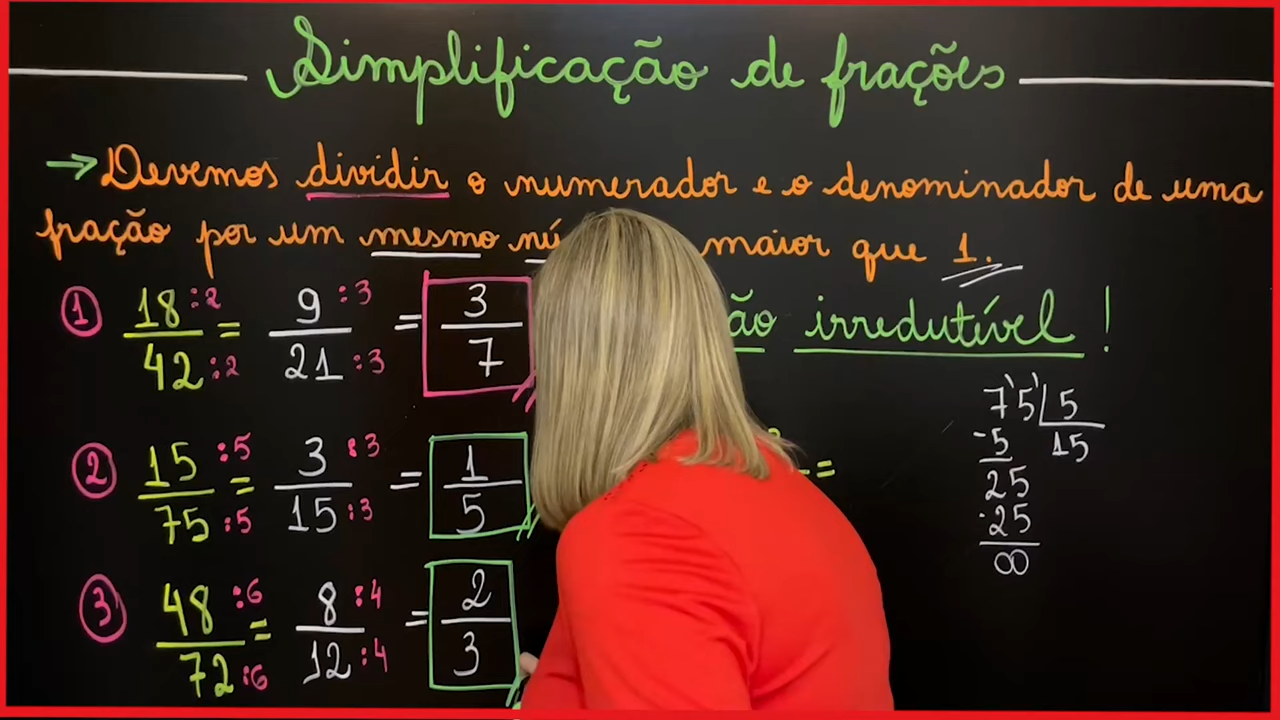 Simplificação de frações
→ Devemos dividir o numerador e o denominador de uma
fração por um mesmo maior que 1.
irredutível!
1 18/42 :2/:2 = 9/21 :3/:3 = 3/7
2 15/75 :5/:5 = 3/15 :3/:3 = 1/5
3 48/72 :6/:6 = 8/12 :4/:4 = 2/3
=
75 5
-5 15
25
-25
00